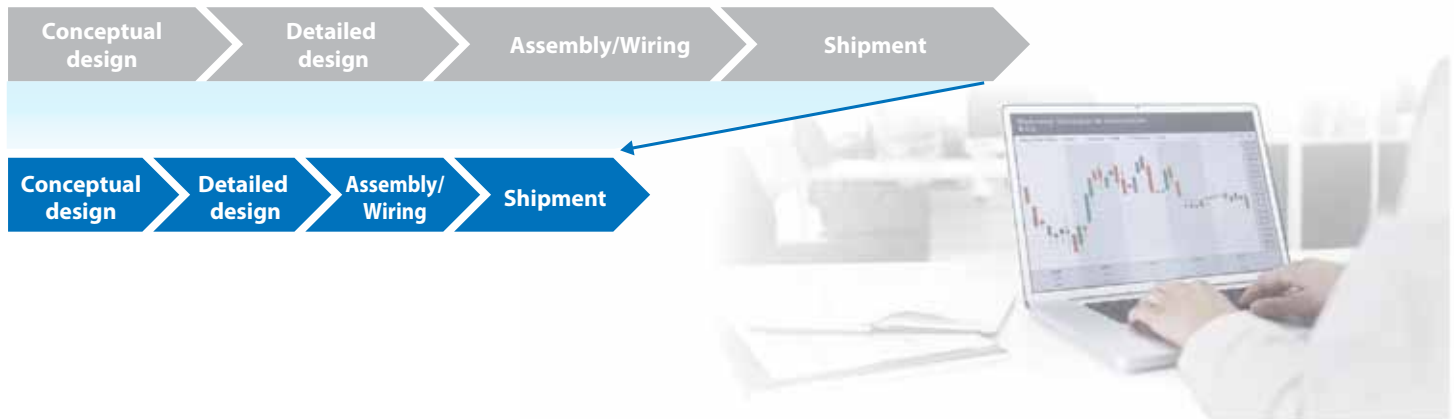 Conceptual
design
Detailed
design
Assembly/Wiring
Shipment
Conceptual
design
Detailed
design
Assembly/
Wiring
Shipment